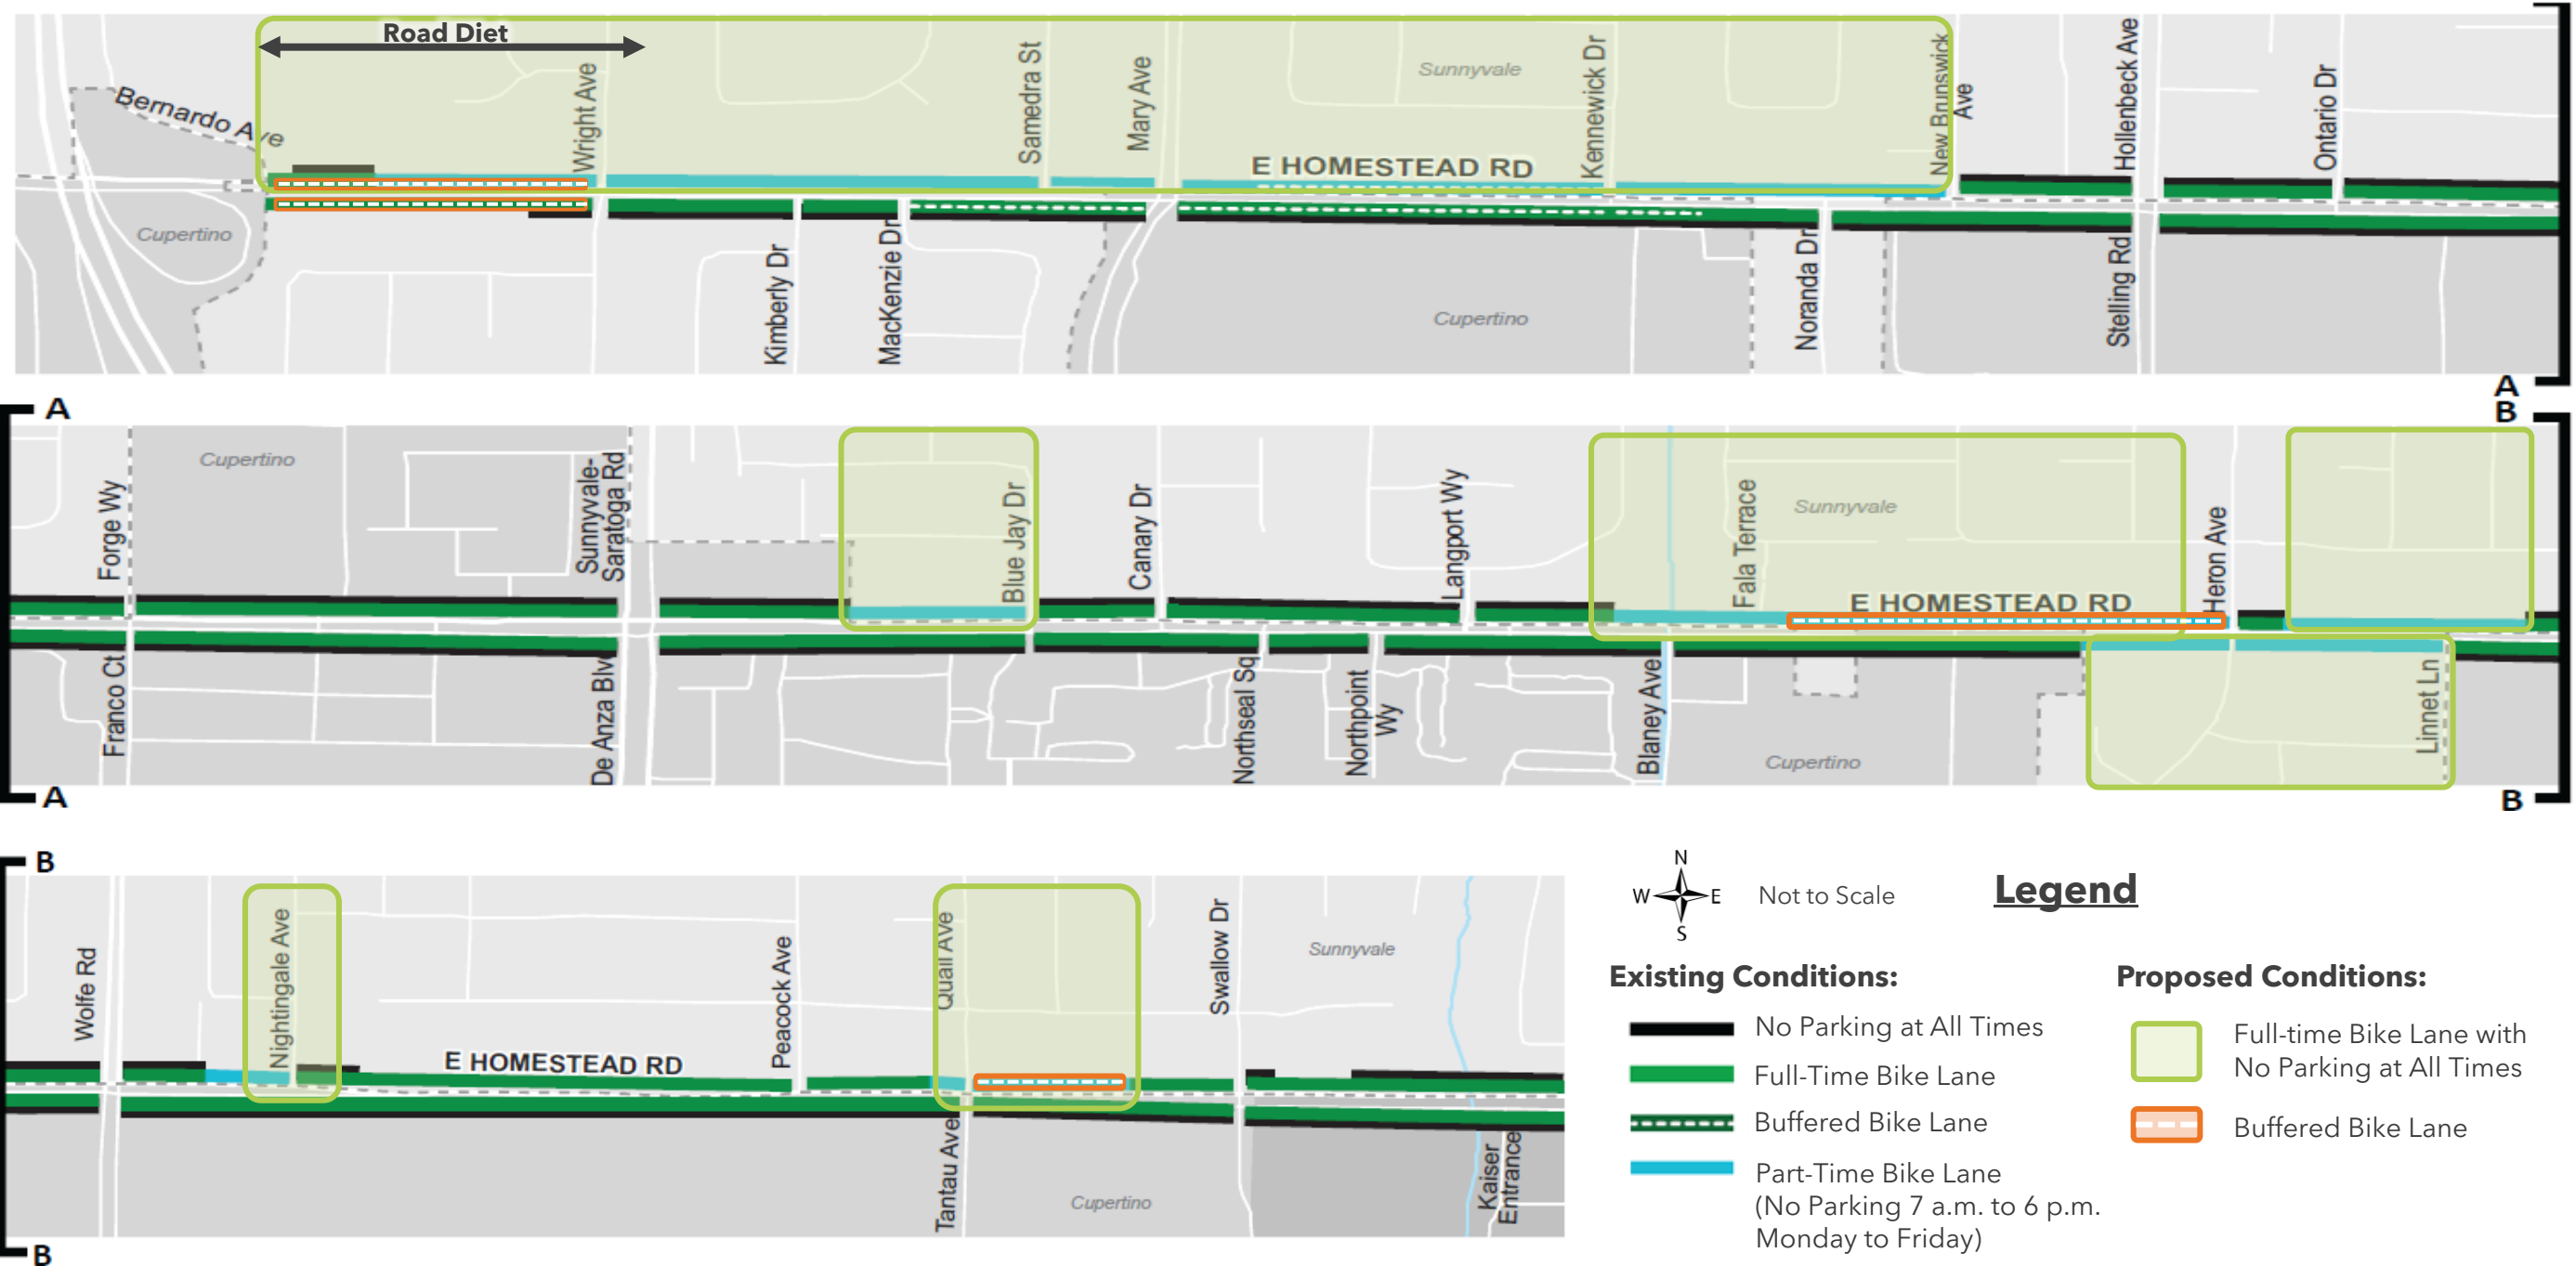 Road Diet
Bernardo Ave
Wright Ave
Samedra St
Mary Ave
Sunnyvale
Kennewick Dr
New Brunswick
Ave
Hollenbeck Ave
Ontario Dr
E HOMESTEAD RD
Cupertino
Kimberly Dr
MacKenzie Dr
Cupertino
Noranda Dr
Stelling Rd
A
A
B
Forge Wy
Cupertino
Sunnyvale-
Saratoga Rd
Blue Jay Dr
Canary Dr
Langport Wy
Fala Terrace
Sunnyvale
E HOMESTEAD RD
Heron Ave
Franco Ct
De Anza Blv
Northseal Sq
Northpoint
Wy
Blaney Ave
Cupertino
Linnet Ln
A
B
B
Wolfe Rd
Nightingale Ave
E HOMESTEAD RD
Peacock Ave
Quail Ave
Swallow Dr
Sunnyvale
Tantau Ave
Cupertino
Kaiser
Entrance
B
N
W
E
S
Not to Scale
Legend
Existing Conditions:
No Parking at All Times
Full-Time Bike Lane
Buffered Bike Lane
Part-Time Bike Lane
(No Parking 7 a.m. to 6 p.m.
Monday to Friday)
Proposed Conditions:
Full-time Bike Lane with
No Parking at All Times
Buffered Bike Lane